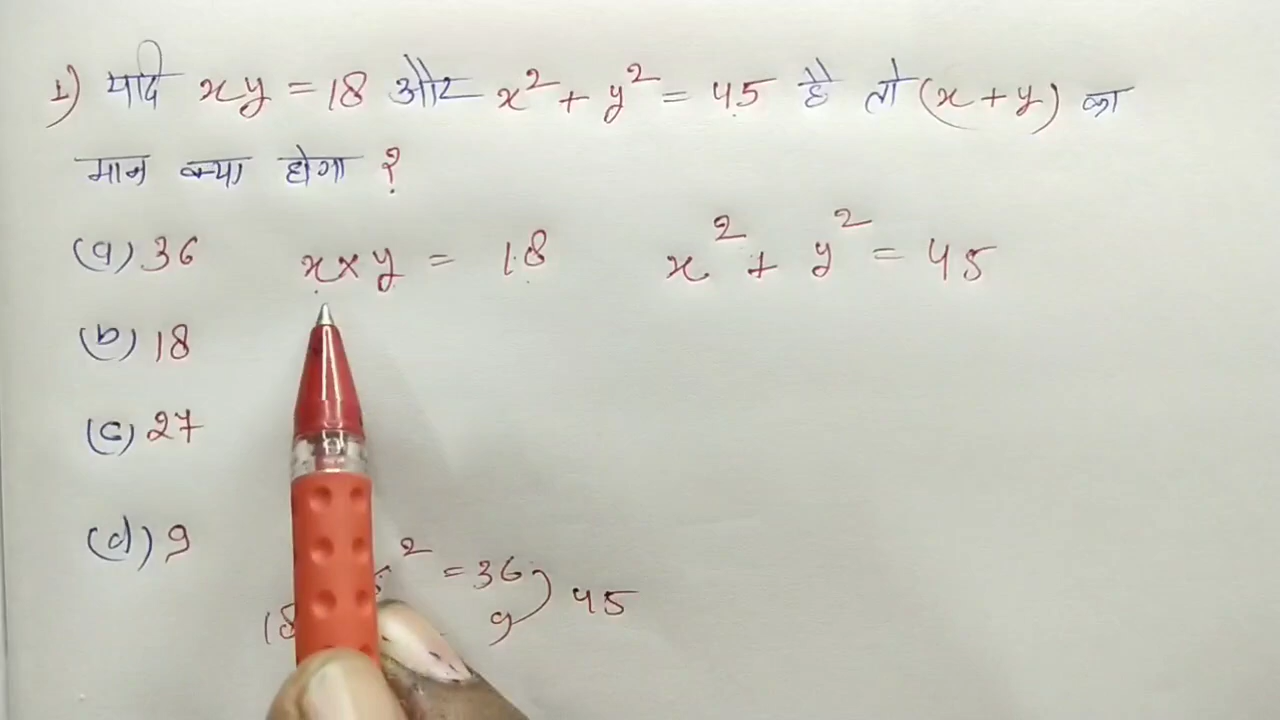 1) यदि xy = 18 और x² + y² = 45 है तो (x + y) का
मान क्या होगा ?
(a) 36
x × y = 18
x² + y² = 45
(b) 18
(c) 27
(d) 9
² = 36
18
9
45